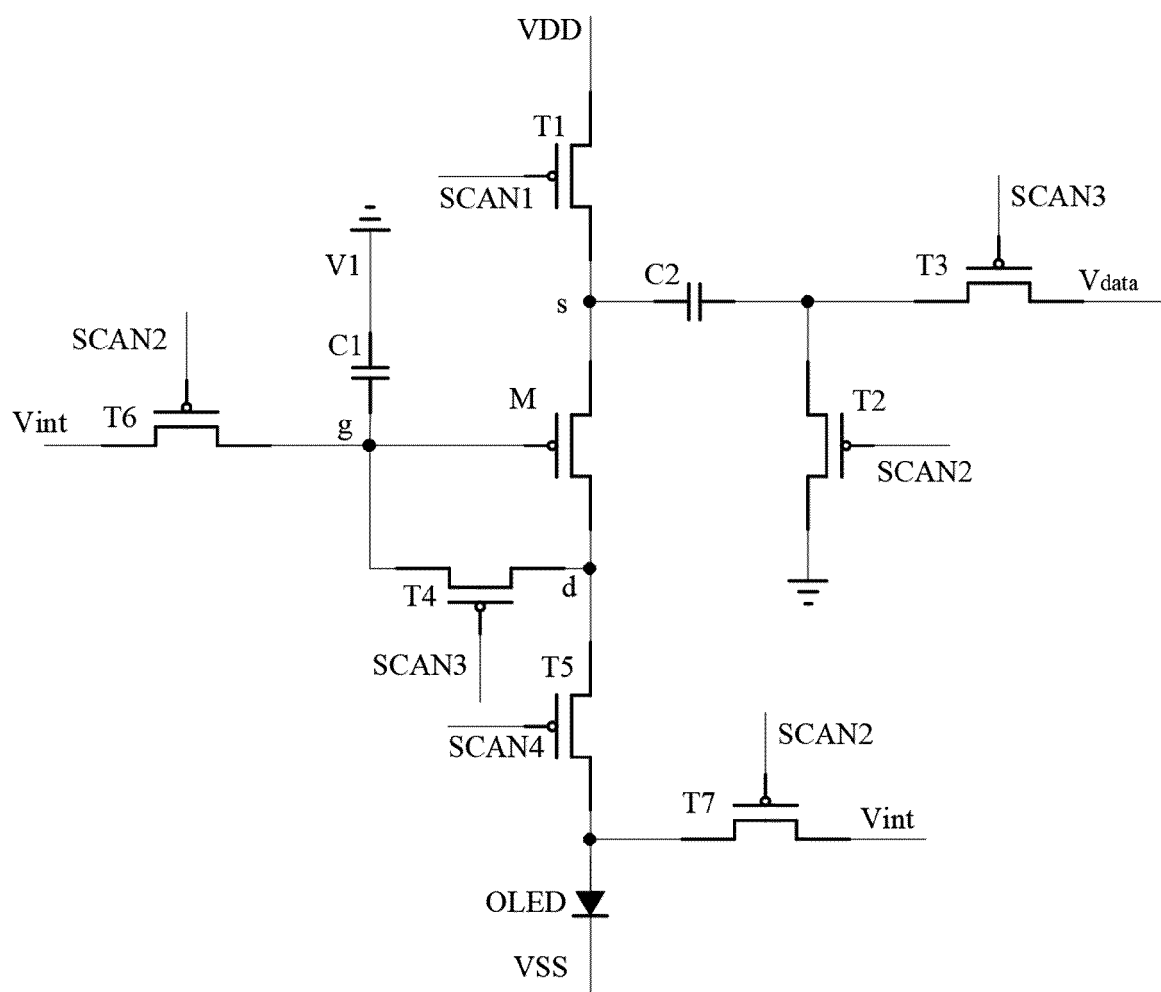 VDD
T1
SCAN1
SCAN3
V1
C2
T3
Vdata
s
SCAN2
C1
M
T2
Vint
T6
g
SCAN2
d
T4
SCAN3
T5
SCAN4
SCAN2
T7
Vint
OLED
VSS